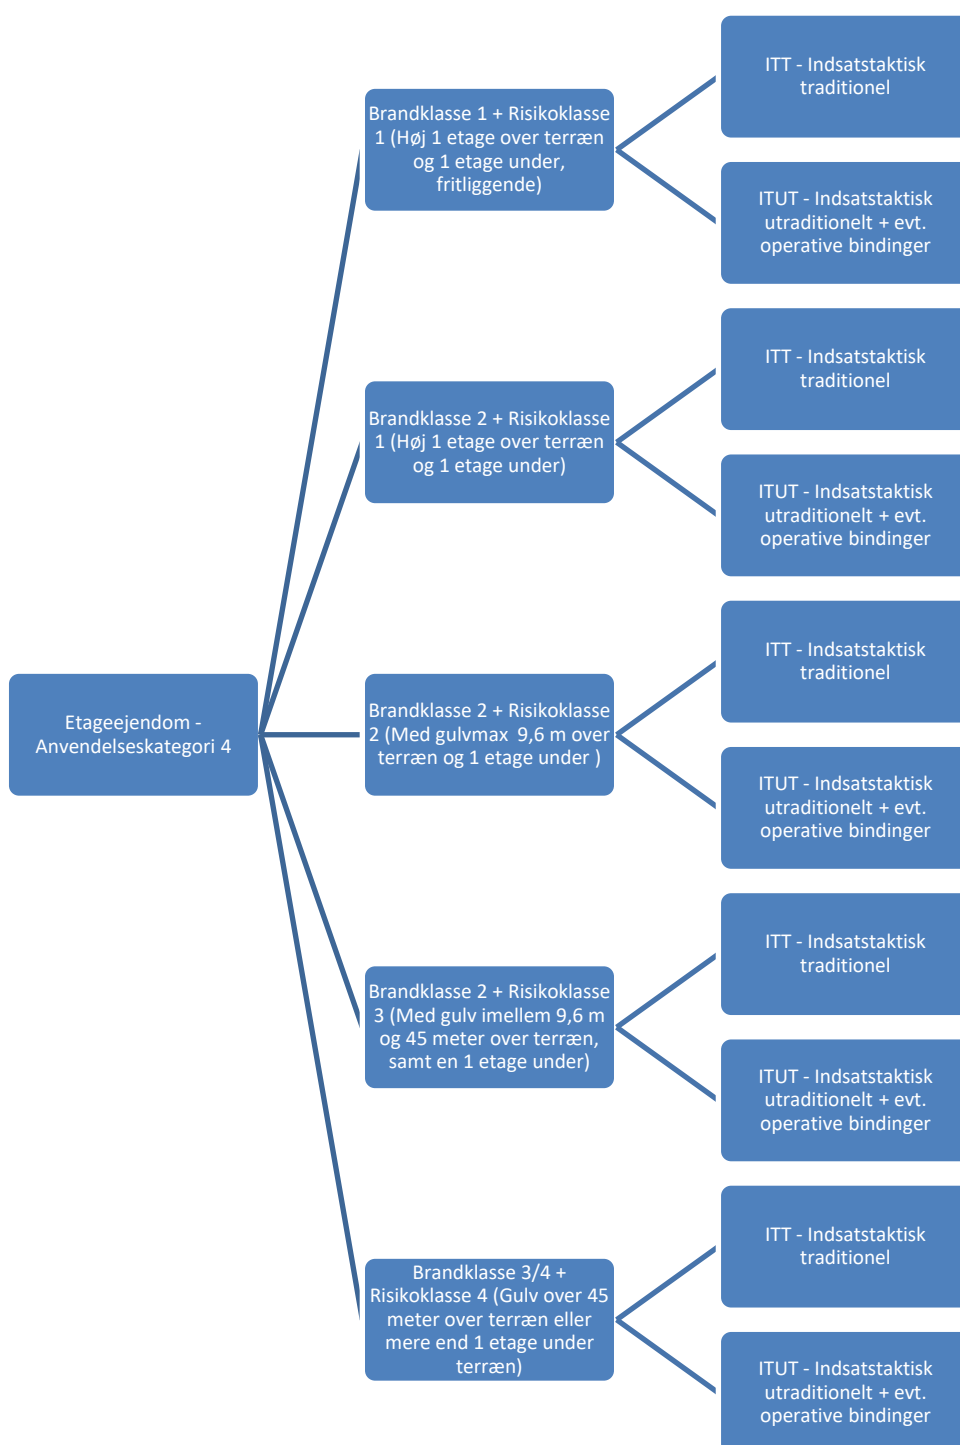 Etageejendom -
Anvendelseskategori 4
Brandklasse 1 + Risikoklasse
1 (Høj 1 etage over terræn
og 1 etage under,
fritliggende)
ITT - Indsatstaktisk
traditionel
ITUT - Indsatstaktisk
utraditionelt + evt.
operative bindinger
Brandklasse 2 + Risikoklasse
1 (Høj 1 etage over terræn
og 1 etage under)
ITT - Indsatstaktisk
traditionel
ITUT - Indsatstaktisk
utraditionelt + evt.
operative bindinger
Brandklasse 2 + Risikoklasse
2 (Med gulvmax 9,6 m over
terræn og 1 etage under )
ITT - Indsatstaktisk
traditionel
ITUT - Indsatstaktisk
utraditionelt + evt.
operative bindinger
Brandklasse 2 + Risikoklasse
3 (Med gulv imellem 9,6 m
og 45 meter over terræn,
samt en 1 etage under)
ITT - Indsatstaktisk
traditionel
ITUT - Indsatstaktisk
utraditionelt + evt.
operative bindinger
Brandklasse 3/4 +
Risikoklasse 4 (Gulv over 45
meter over terræn eller
mere end 1 etage under
terræn)
ITT - Indsatstaktisk
traditionel
ITUT - Indsatstaktisk
utraditionelt + evt.
operative bindinger